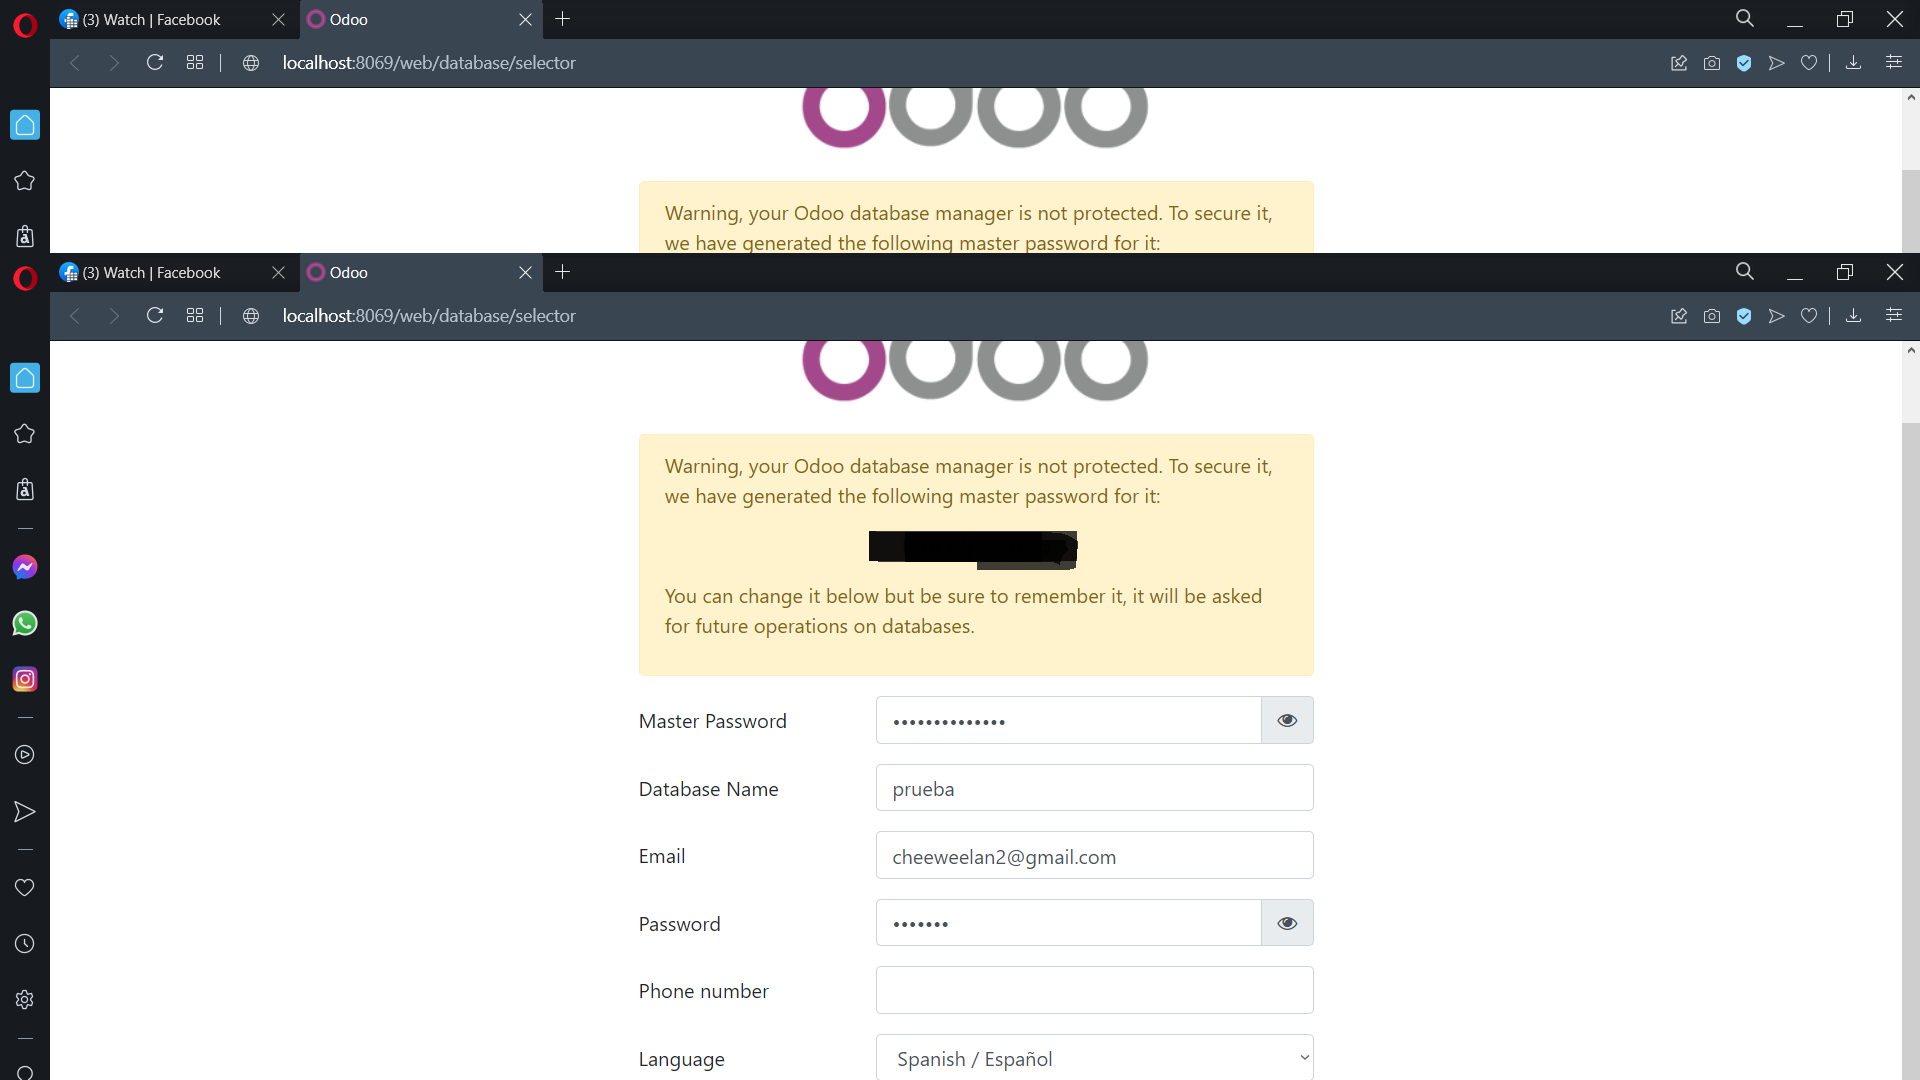 (3) Watch | Facebook
Odoo
localhost:8069/web/database/selector
Warning, your Odoo database manager is not protected. To secure it,
we have generated the following master password for it:
(3) Watch | Facebook
Odoo
localhost:8069/web/database/selector
Warning, your Odoo database manager is not protected. To secure it,
we have generated the following master password for it:
You can change it below but be sure to remember it, it will be asked
for future operations on databases.
Master Password ••••••••••••••
Database Name prueba
Email cheeweelan2@gmail.com
Password •••••••
Phone number
Language Spanish / Español